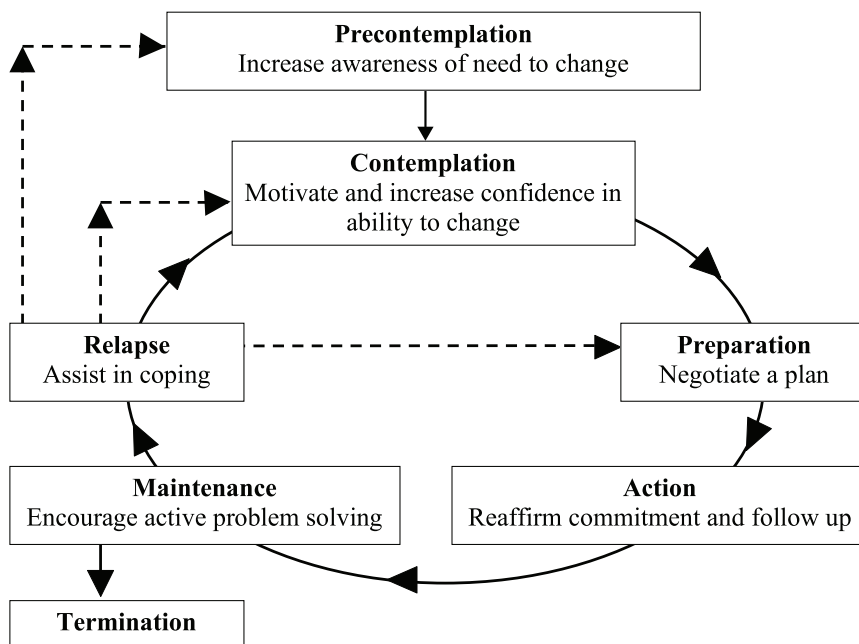 Precontemplation
Increase awareness of need to change
Contemplation
Motivate and increase confidence in
ability to change
Relapse
Assist in coping
Preparation
Negotiate a plan
Maintenance
Encourage active problem solving
Action
Reaffirm commitment and follow up
Termination